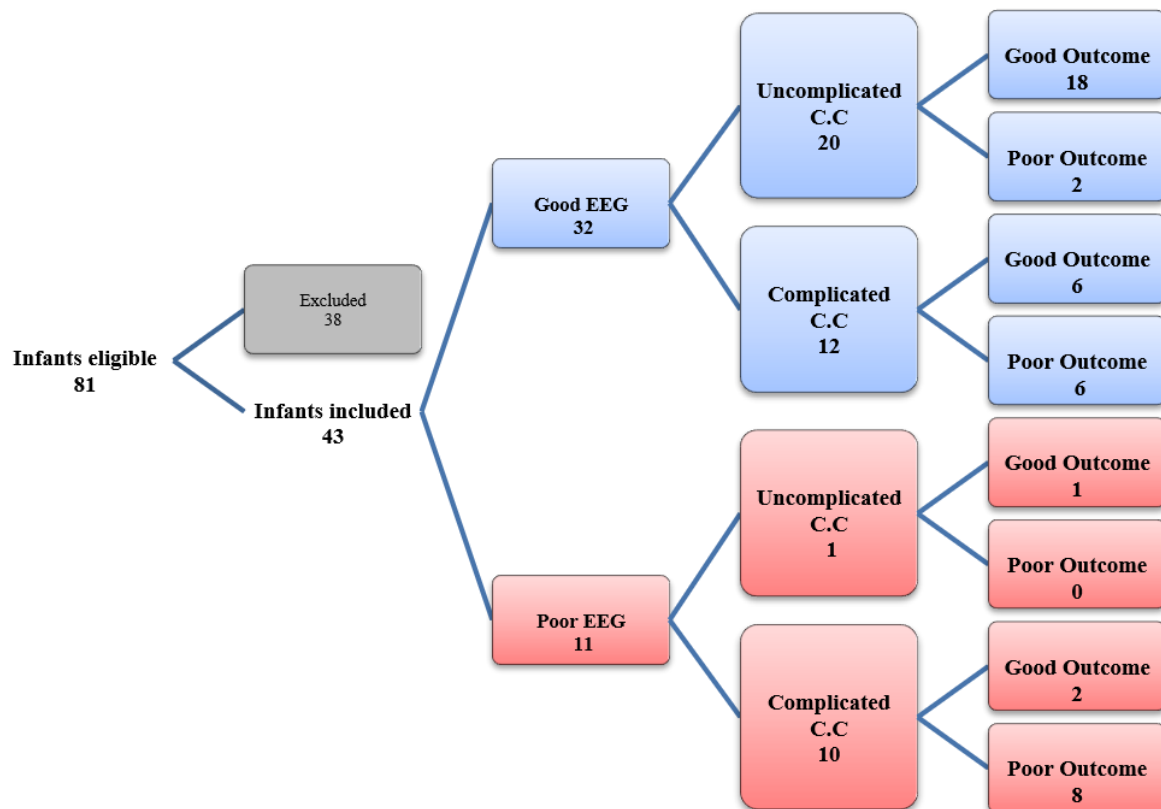 Infants eligible
81
Excluded
38
Infants included
43
Good EEG
32
Poor EEG
11
Uncomplicated
C.C
20
Complicated
C.C
12
Uncomplicated
C.C
1
Complicated
C.C
10
Good Outcome
18
Poor Outcome
2
Good Outcome
6
Poor Outcome
6
Good Outcome
1
Poor Outcome
0
Good Outcome
2
Poor Outcome
8